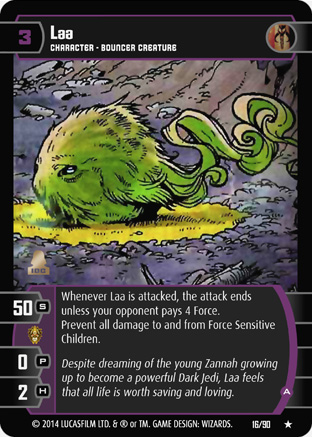 3
Laa
CHARACTER • BOUNCER CREATURE
100
50 S
Whenever Laa is attacked, the attack ends
unless your opponent pays 4 Force.
Prevent all damage to and from Force Sensitive
Children.
0 P
2 H
Despite dreaming of the young Zannah growing
up to become a powerful Dark Jedi, Laa feels
that all life is worth saving and loving.
A
© 2014 LUCASFILM LTD. & ® or TM. GAME DESIGN: WIZARDS.
16/90